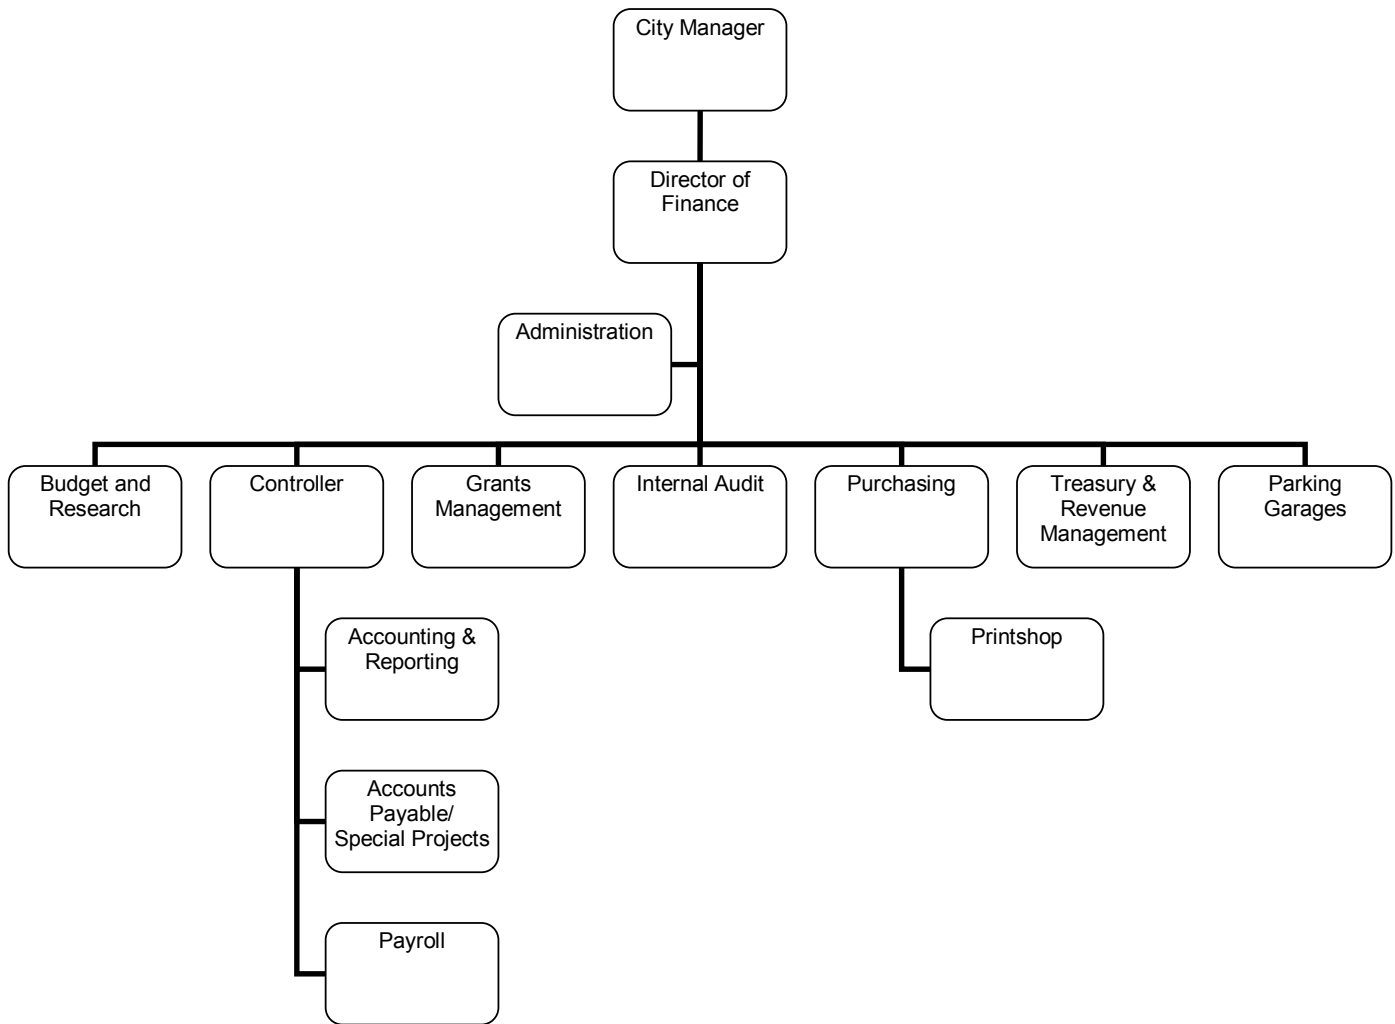 City Manager
Director of
Finance
Administration
Budget and
Research
Controller
Grants
Management
Internal Audit
Purchasing
Treasury &
Revenue
Management
Parking
Garages
Accounting &
Reporting
Printshop
Accounts
Payable/
Special Projects
Payroll